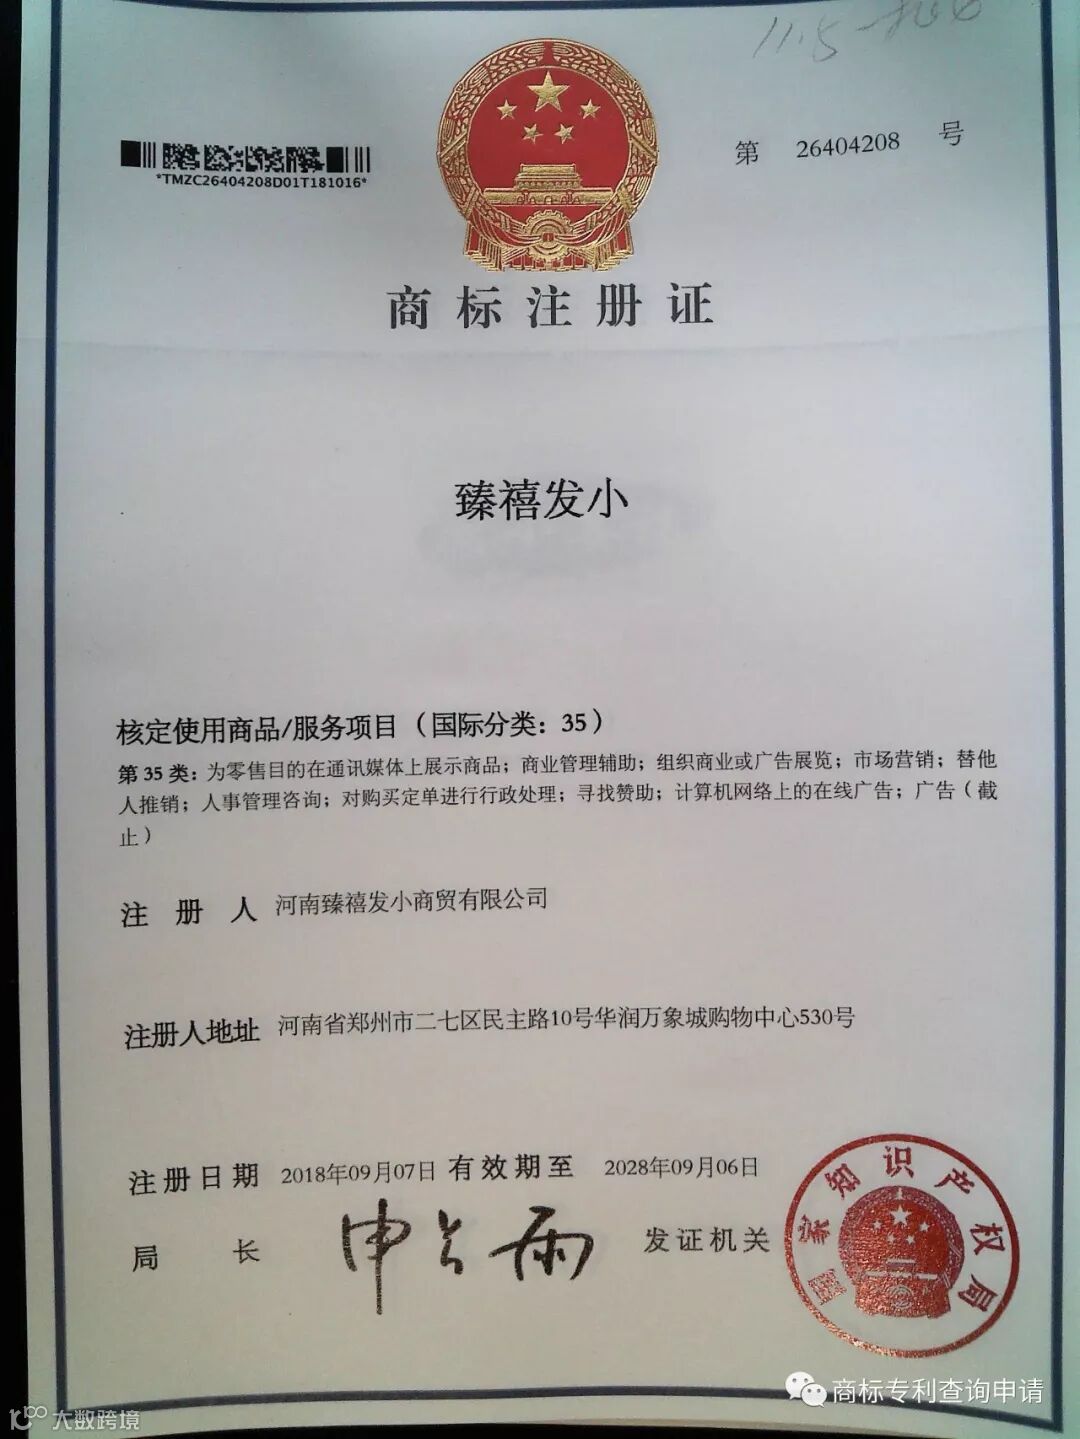 11.5
*TMZC26404208D01T181016*
第 26404208 号
商标注册证
臻禧发小
核定使用商品/服务项目（国际分类：35）
第 35 类：为零售目的在通讯媒体上展示商品；商业管理辅助；组织商业或广告展览；市场营销；替他
人推销；人事管理咨询；对购买定单进行行政处理；寻找赞助；计算机网络上的在线广告；广告（截
止）
注册人 河南臻禧发小商贸有限公司
注册人地址 河南省郑州市二七区民主路10号华润万象城购物中心530号
注册日期 2018年09月07日 有效期至 2028年09月06日
局长 申长雨 发证机关
国家知识产权局
商标专利查询申请
大数跨境